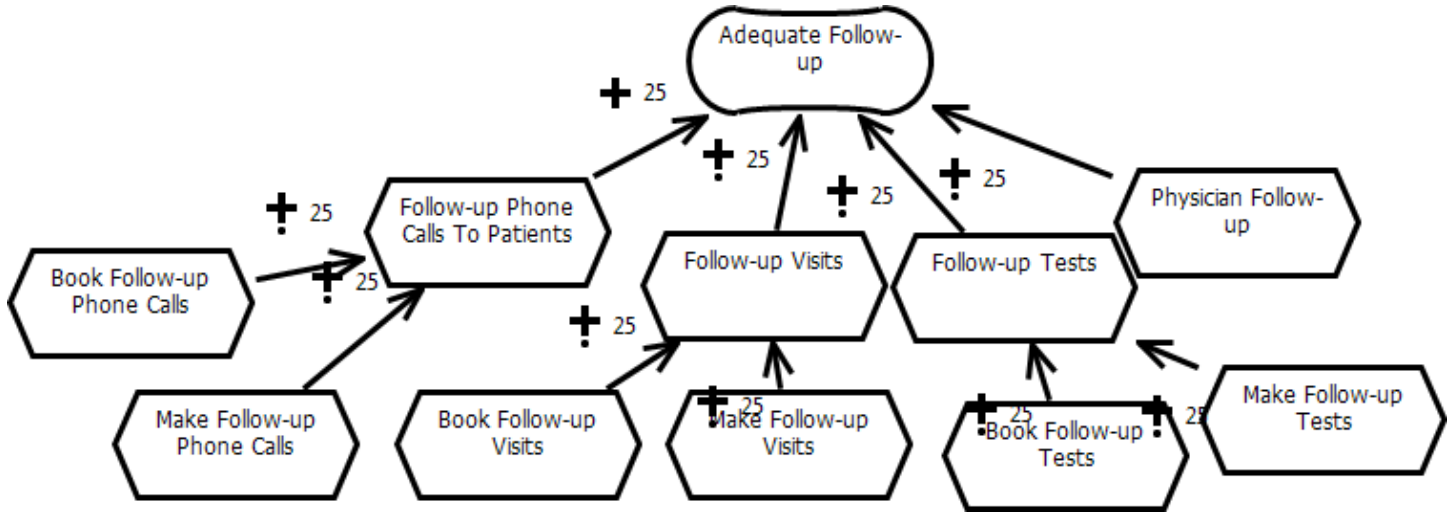 Adequate Follow-
up
25
25
25
25
Follow-up Phone
Calls To Patients
Physician Follow-
up
25
Follow-up Visits
Follow-up Tests
Book Follow-up
Phone Calls
25
25
Make Follow-up
Phone Calls
Book Follow-up
Visits
25
Make Follow-up
Visits
25
Book Follow-up
Tests
25
Make Follow-up
Tests